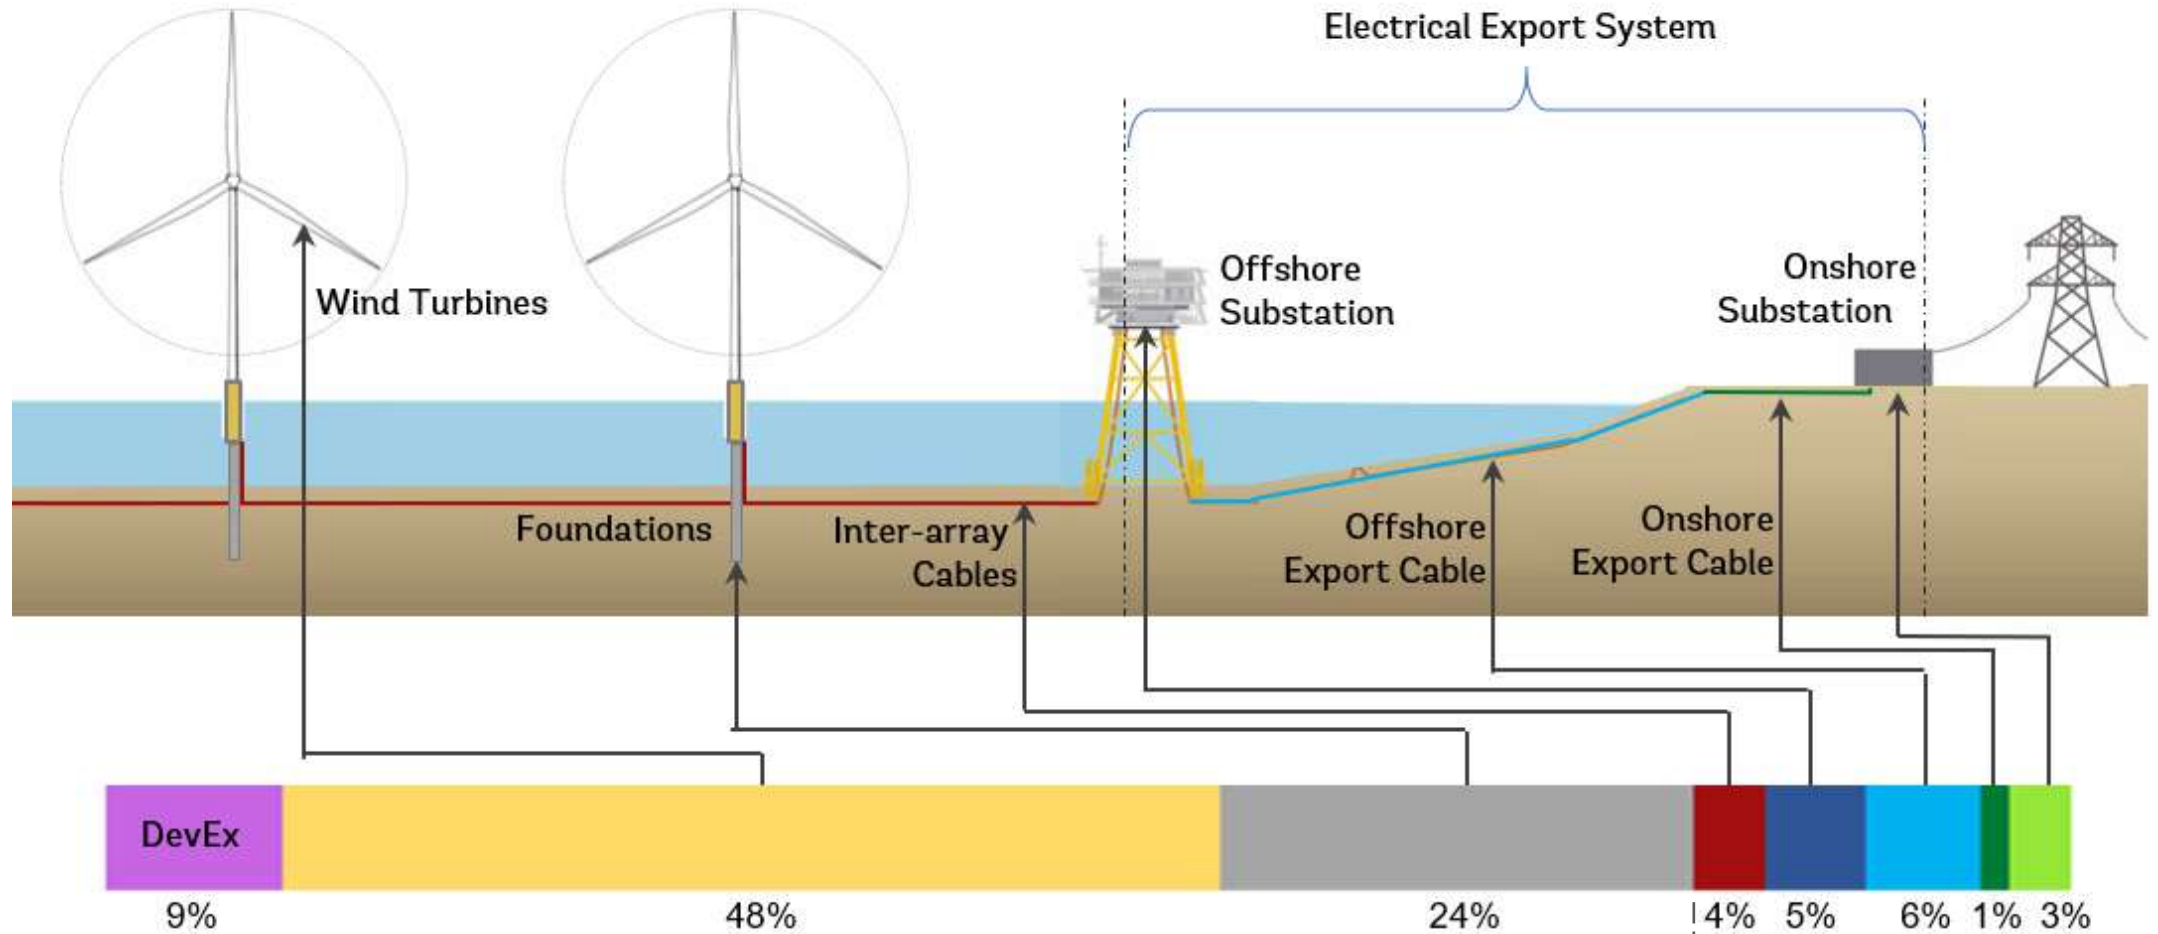 Electrical Export System
Offshore
Substation
Onshore
Substation
Wind Turbines
Foundations
Inter-array
Cables
Offshore
Export Cable
Onshore
Export Cable
DevEx
9% 48% 24% 4% 5% 6% 1% 3%